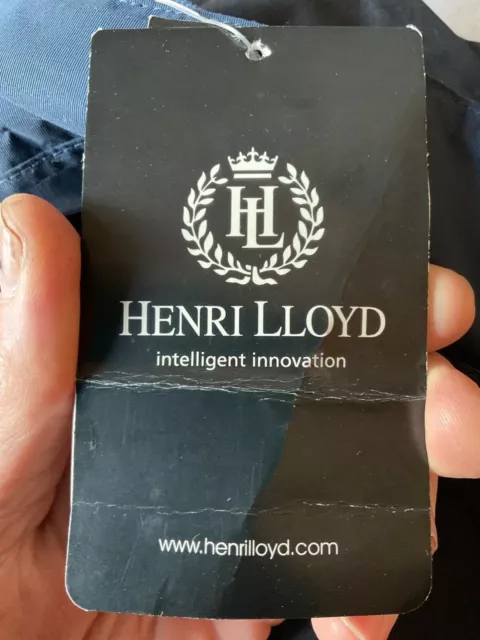 HL
HENRI LLOYD
intelligent innovation
www.henrilloyd.com